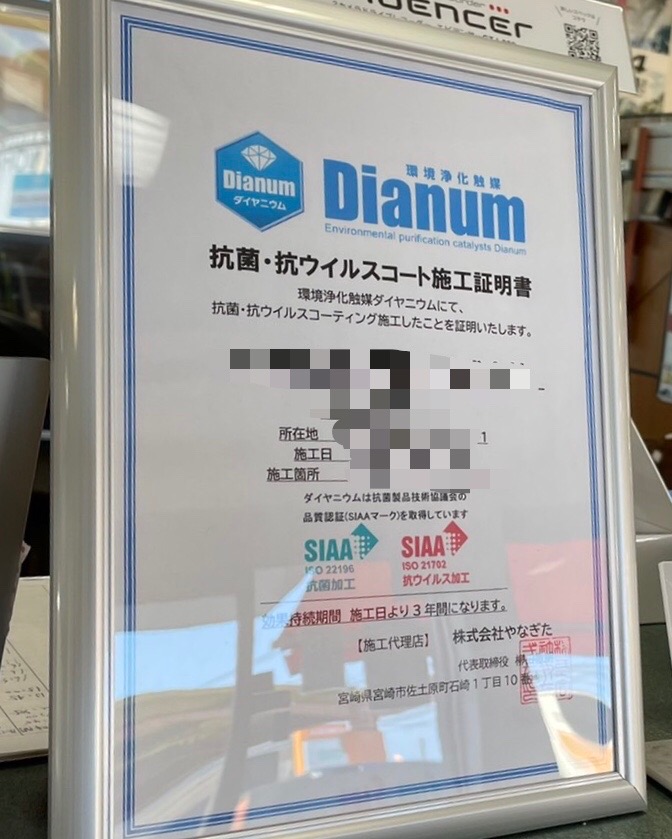 UENCER
Dianum
ダイヤニウム
環境浄化触媒
Dianum
Environmental purification catalysts Dianum
抗菌・抗ウイルスコート施工証明書
環境浄化触媒ダイヤニウムにて、
抗菌・抗ウイルスコーティング施工したことを証明いたします。
所在地 1
施工日
施工箇所
ダイヤニウムは抗菌製品技術協議会の
品質認証(SIAAマーク)を取得しています
SIAA
ISO 22196
抗菌加工
SIAA
ISO 21702
抗ウイルス加工
効果持続期間 施工日より3年間になります。
【施工代理店】 株式会社やなぎた
代表取締役
宮崎県宮崎市佐土原町石崎1丁目10番